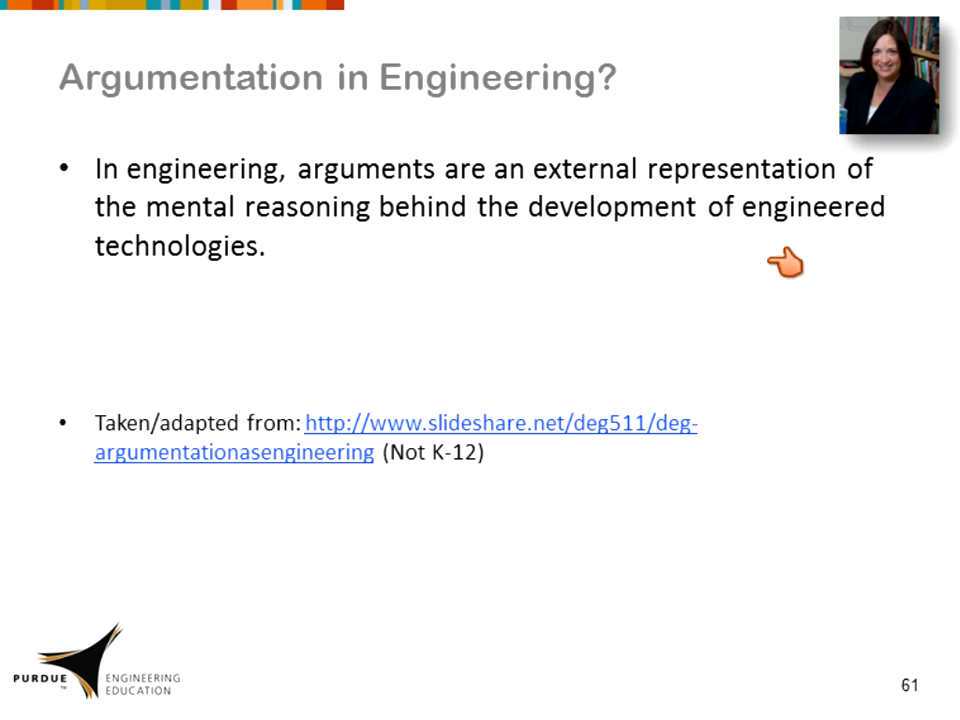 Argumentation in Engineering?
• In engineering, arguments are an external representation of
the mental reasoning behind the development of engineered
technologies.
• Taken/adapted from: http://www.slideshare.net/deg511/deg-
argumentationasengineering (Not K-12)
PURDUE ENGINEERING
TM EDUCATION
61